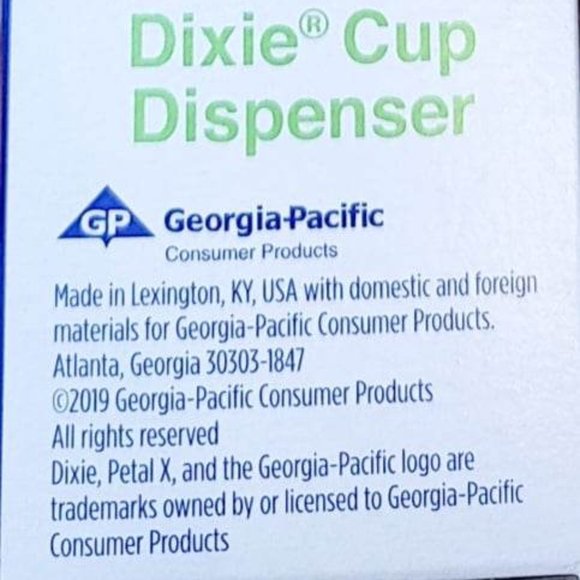 Dixie® Cup
Dispenser
GP Georgia-Pacific
Consumer Products
Made in Lexington, KY, USA with domestic and foreign
materials for Georgia-Pacific Consumer Products.
Atlanta, Georgia 30303-1847
©2019 Georgia-Pacific Consumer Products
All rights reserved
Dixie, Petal X, and the Georgia-Pacific logo are
trademarks owned by or licensed to Georgia-Pacific
Consumer Products